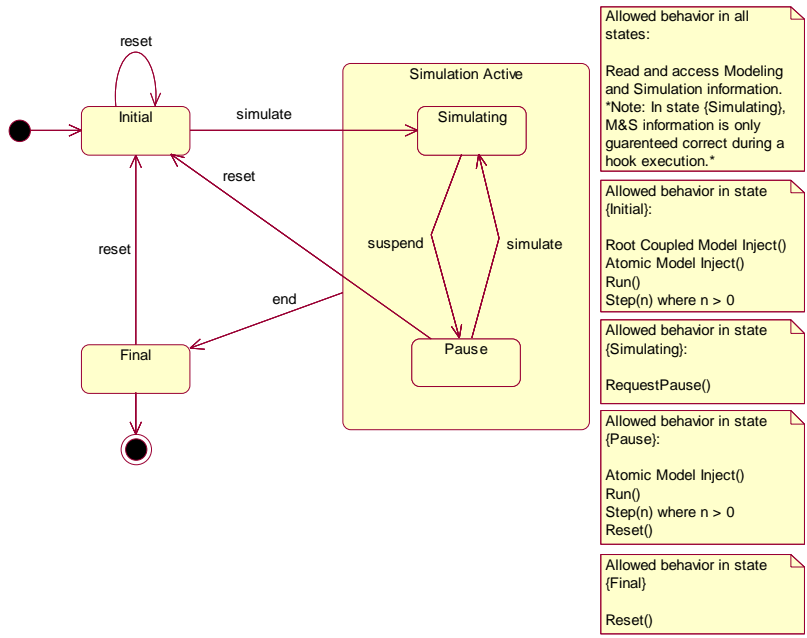 reset
Initial
simulate
Simulation Active
Simulating
reset
suspend
simulate
reset
end
Final
Pause
Allowed behavior in all
states:
Read and access Modeling
and Simulation information.
*Note: In state {Simulating},
M&S information is only
guarenteed correct during a
hook execution.*
Allowed behavior in state
{Initial}:
Root Coupled Model Inject()
Atomic Model Inject()
Run()
Step(n) where n > 0
Allowed behavior in state
{Simulating}:
RequestPause()
Allowed behavior in state
{Pause}:
Atomic Model Inject()
Run()
Step(n) where n > 0
Reset()
Allowed behavior in state
{Final}
Reset()